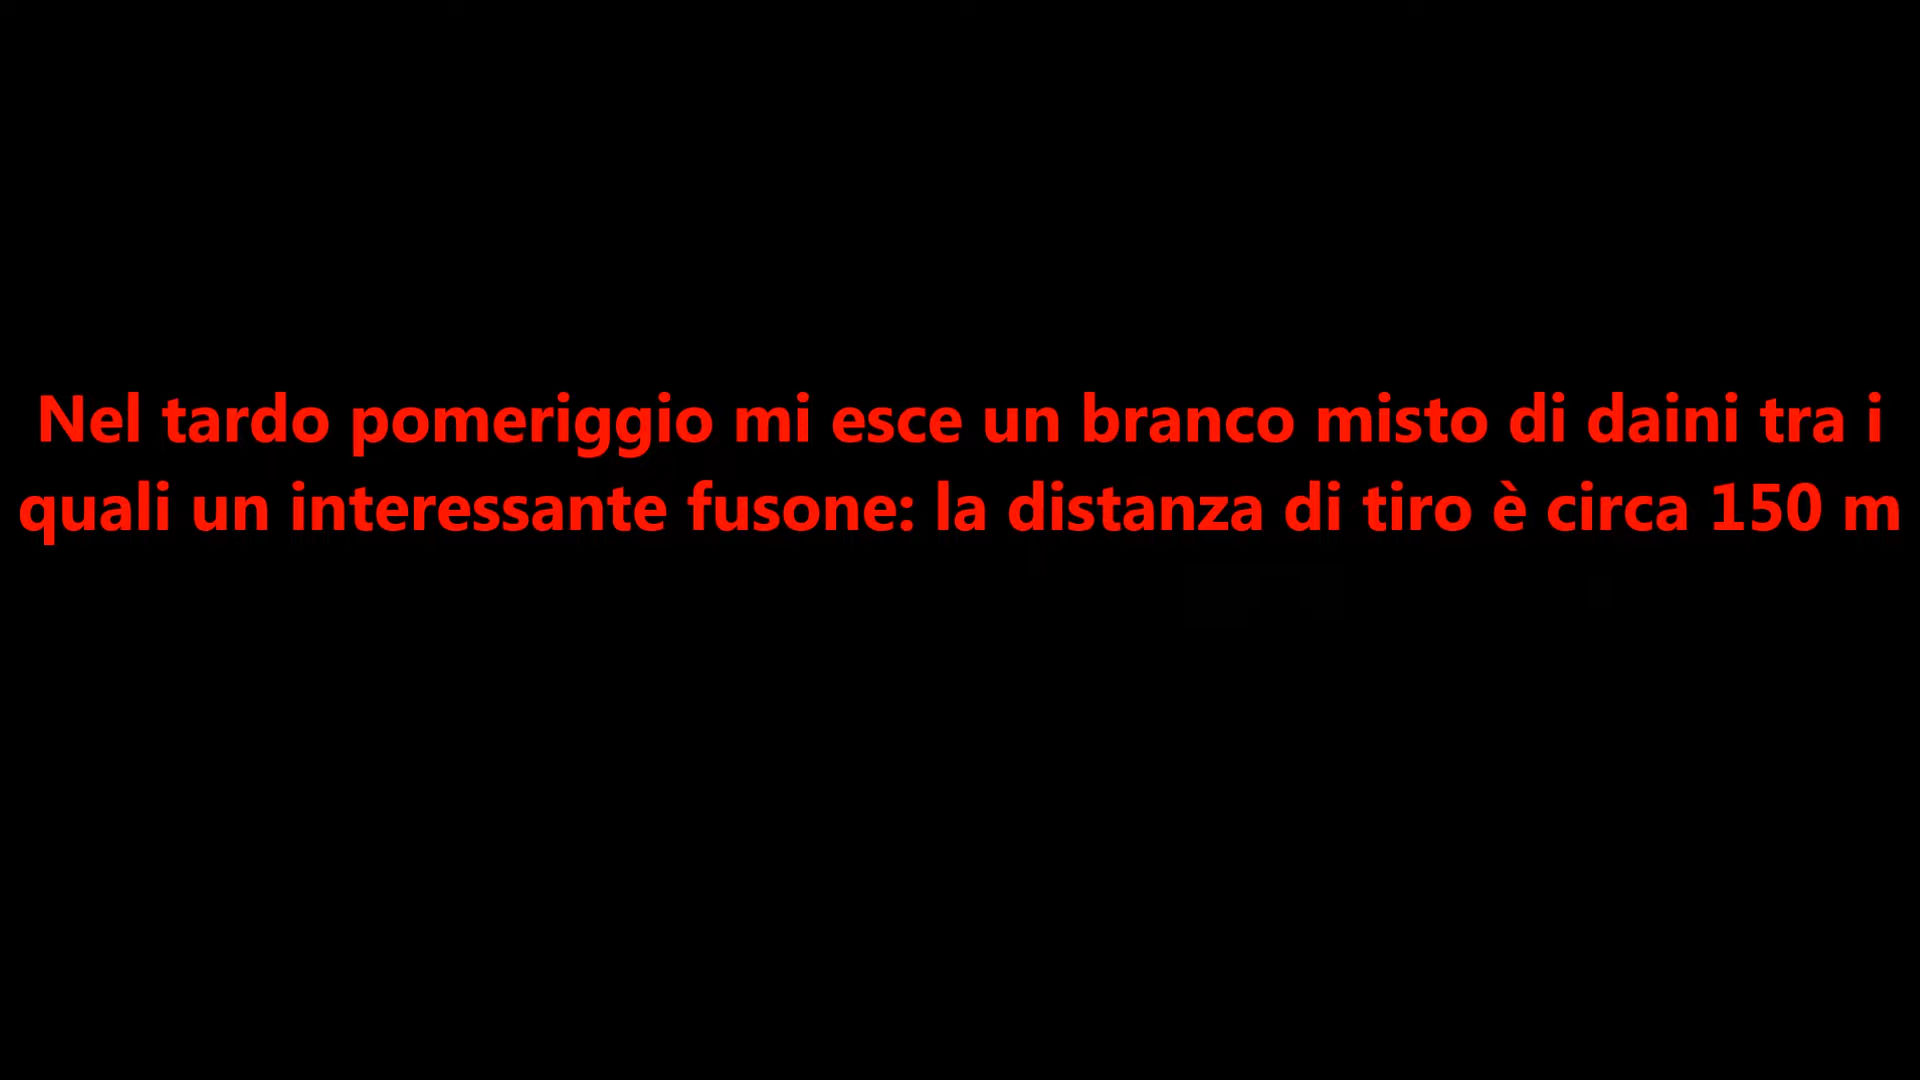 Nel tardo pomeriggio mi esce un branco misto di daini tra i
quali un interessante fusone: la distanza di tiro è circa 150 m